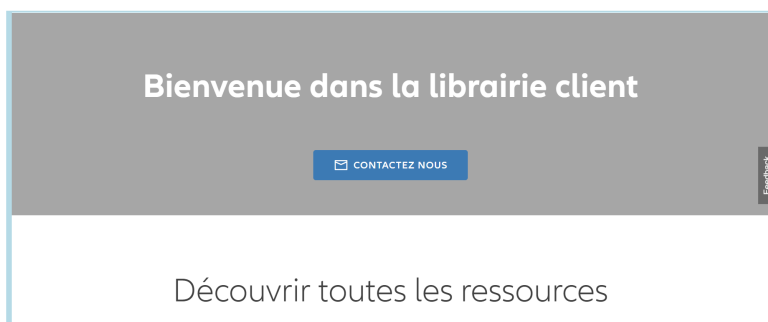 Bienvenue dans la librairie client
CONTACTEZ NOUS
Feedback
Découvrir toutes les ressources